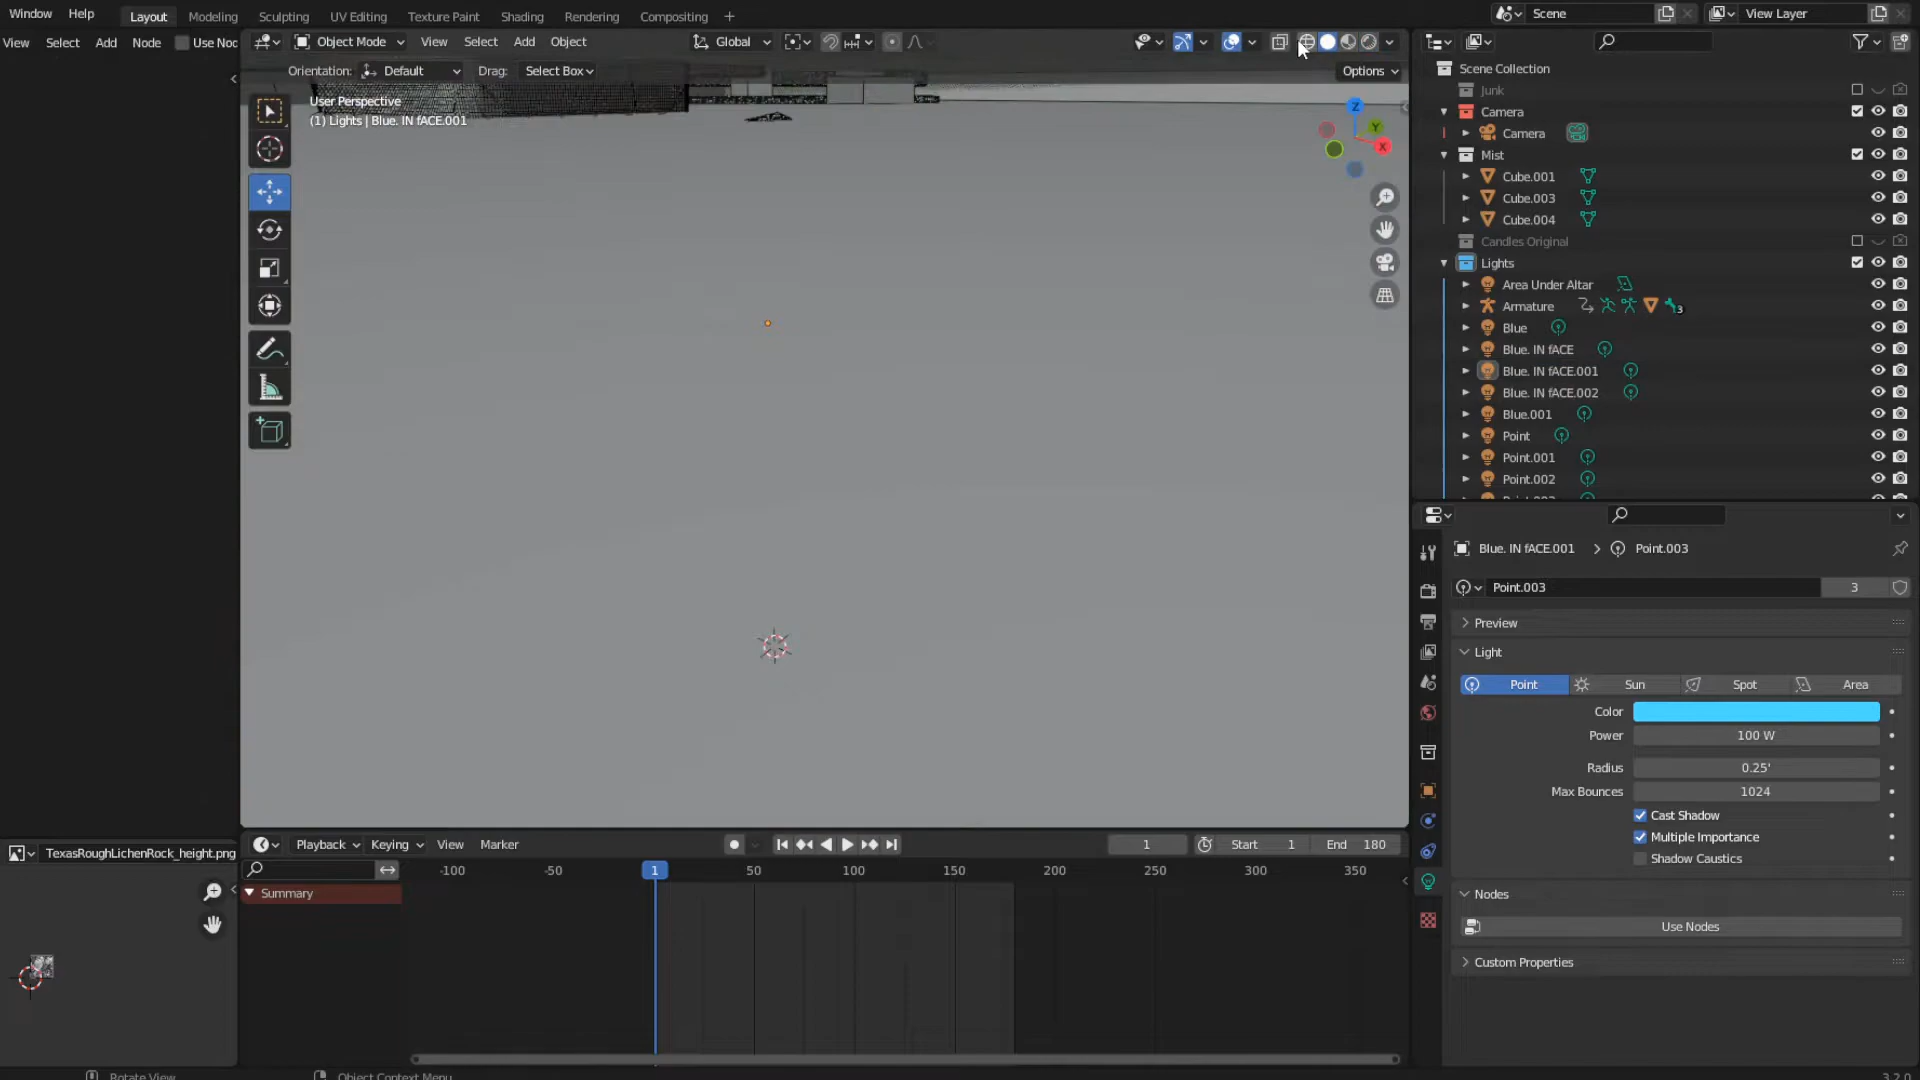 Window Help Layout Modeling Sculpting UV Editing Texture Paint Shading Rendering Animation Compositing + Scene View Layer
View Select Add Node Use Noc Object Mode View Select Add Object Global
Orientation: Default Drag: Select Box Options
User Perspective
(1) Lights | Blue. IN fACE.001
Z
Y
X
Scene Collection
Junk
Camera
Camera
Mist
Cube.001
Cube.003
Cube.004
Candles Original
Lights
Area Under Altar
Armature 3
Blue
Blue. IN fACE
Blue. IN fACE.001
Blue. IN fACE.002
Blue.001
Point
Point.001
Point.002
Blue. IN fACE.001 > Point.003
Point.003 3
Preview
Light
Point Sun Spot Area
Color
Power 100 W
Radius 0.25'
Max Bounces 1024
Cast Shadow
Multiple Importance
Shadow Caustics
Nodes
Use Nodes
Custom Properties
TexasRoughLichenRock_height.png
Playback Keying View Marker 1 Start 1 End 180
-100 -50 1 50 100 150 200 250 300 350
Summary
Rotate View Object Context Menu 3.2.0